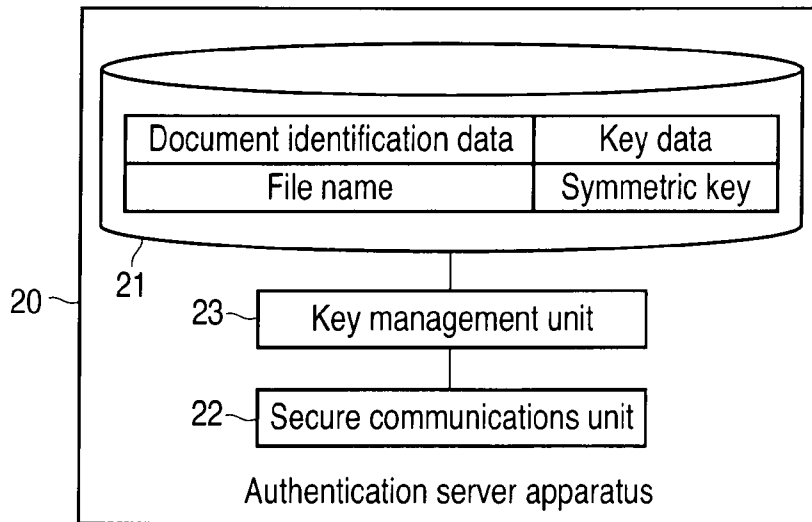 Document identification data Key data
File name Symmetric key
21
20
23 Key management unit
22 Secure communications unit
Authentication server apparatus